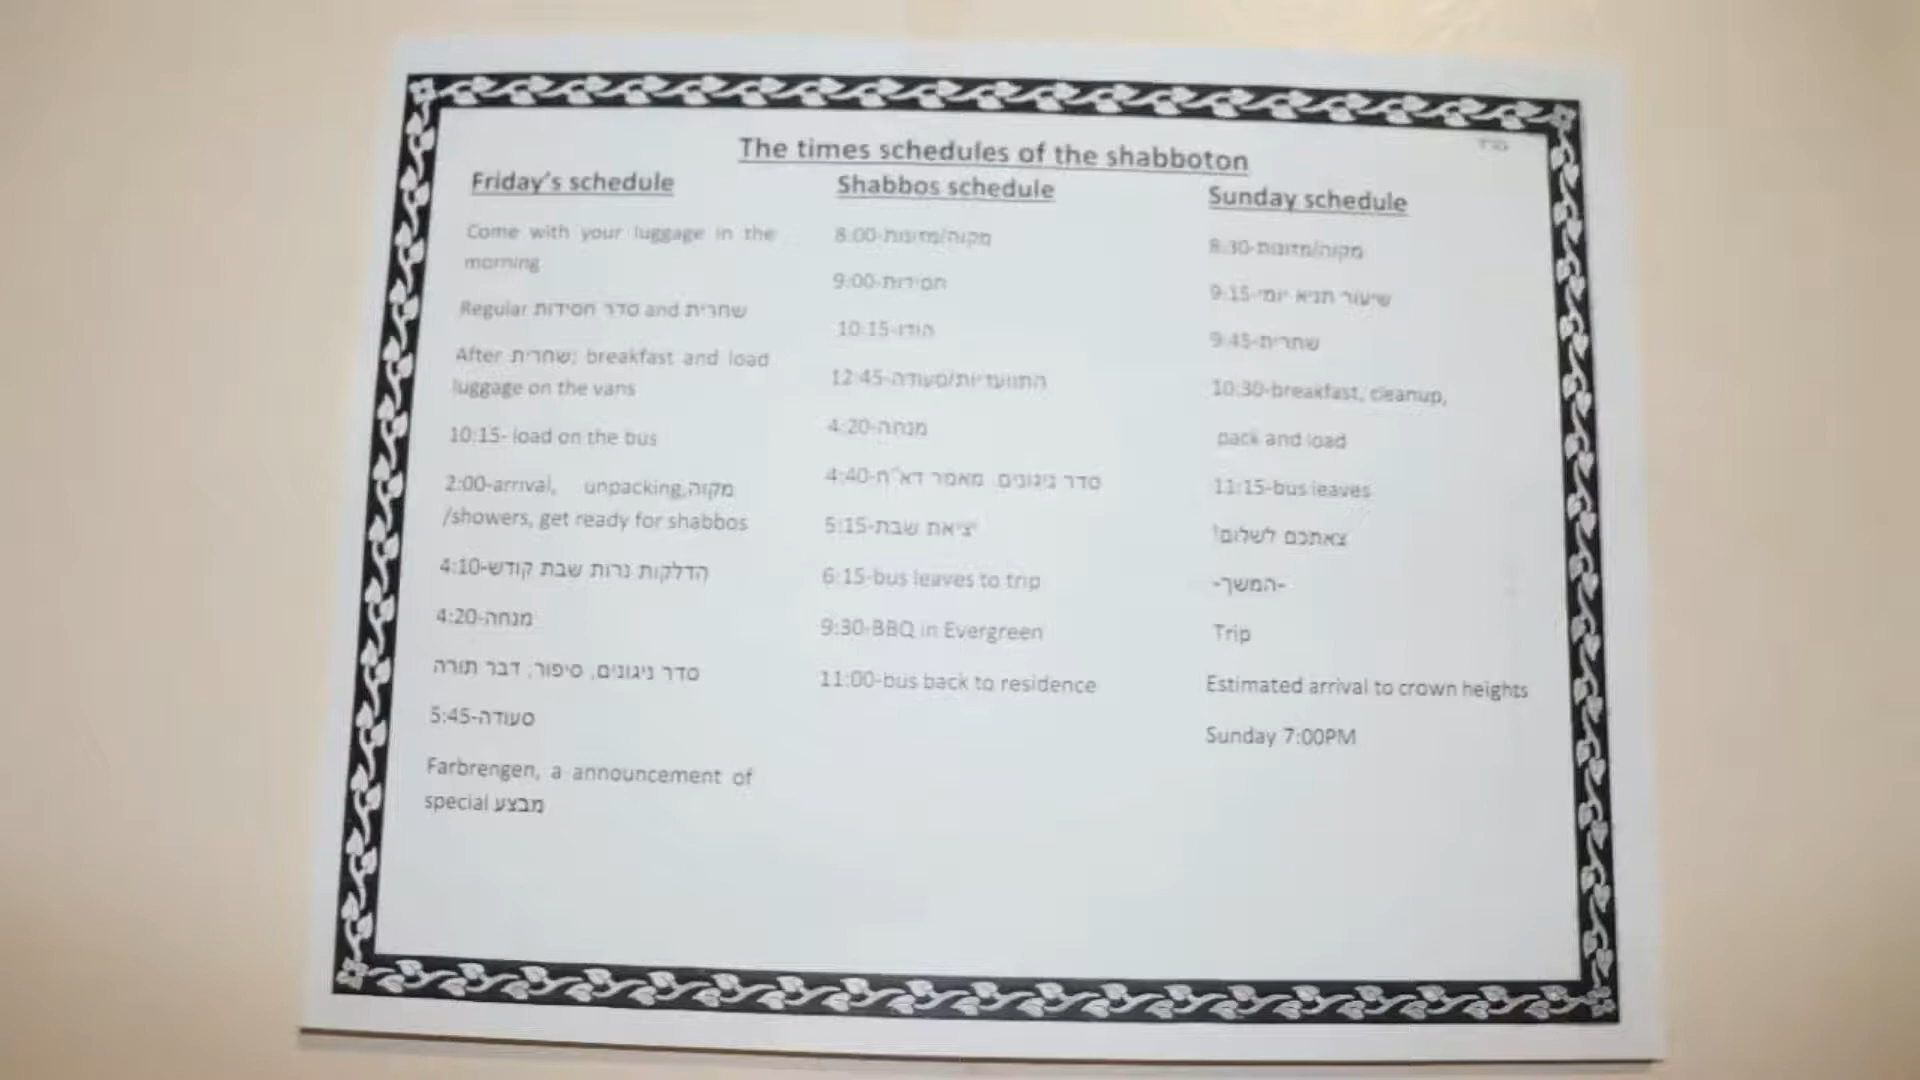 בס"ד
The times schedules of the shabboton
Friday's schedule
Come with your luggage in the
morning
Regular סדר חסידות and שחרית
After שחרית; breakfast and load
luggage on the vans
10:15- load on the bus
2:00-arrival, unpacking,מקוה
/showers, get ready for shabbos
4:10-הדלקות נרות שבת קודש
4:20-מנחה
סדר ניגונים, סיפור, דבר תורה
5:45-סעודה
Farbrengen, a announcement of
special מבצע
Shabbos schedule
8:00-מקוה/מזונות
9:00-חסידות
10:15-הודו
12:45-התוועדיות/סעודה
4:20-מנחה
4:40-סדר ניגונים, מאמר דא"ח
5:15-יציאת שבת
6:15-bus leaves to trip
9:30-BBQ in Evergreen
11:00-bus back to residence
Sunday schedule
8:30-מקוה/מזונות
9:15-שיעור תניא יומי
9:45-שחרית
10:30-breakfast, cleanup,
pack and load
11:15-bus leaves
צאתכם לשלום!
-המשך-
Trip
Estimated arrival to crown heights
Sunday 7:00PM